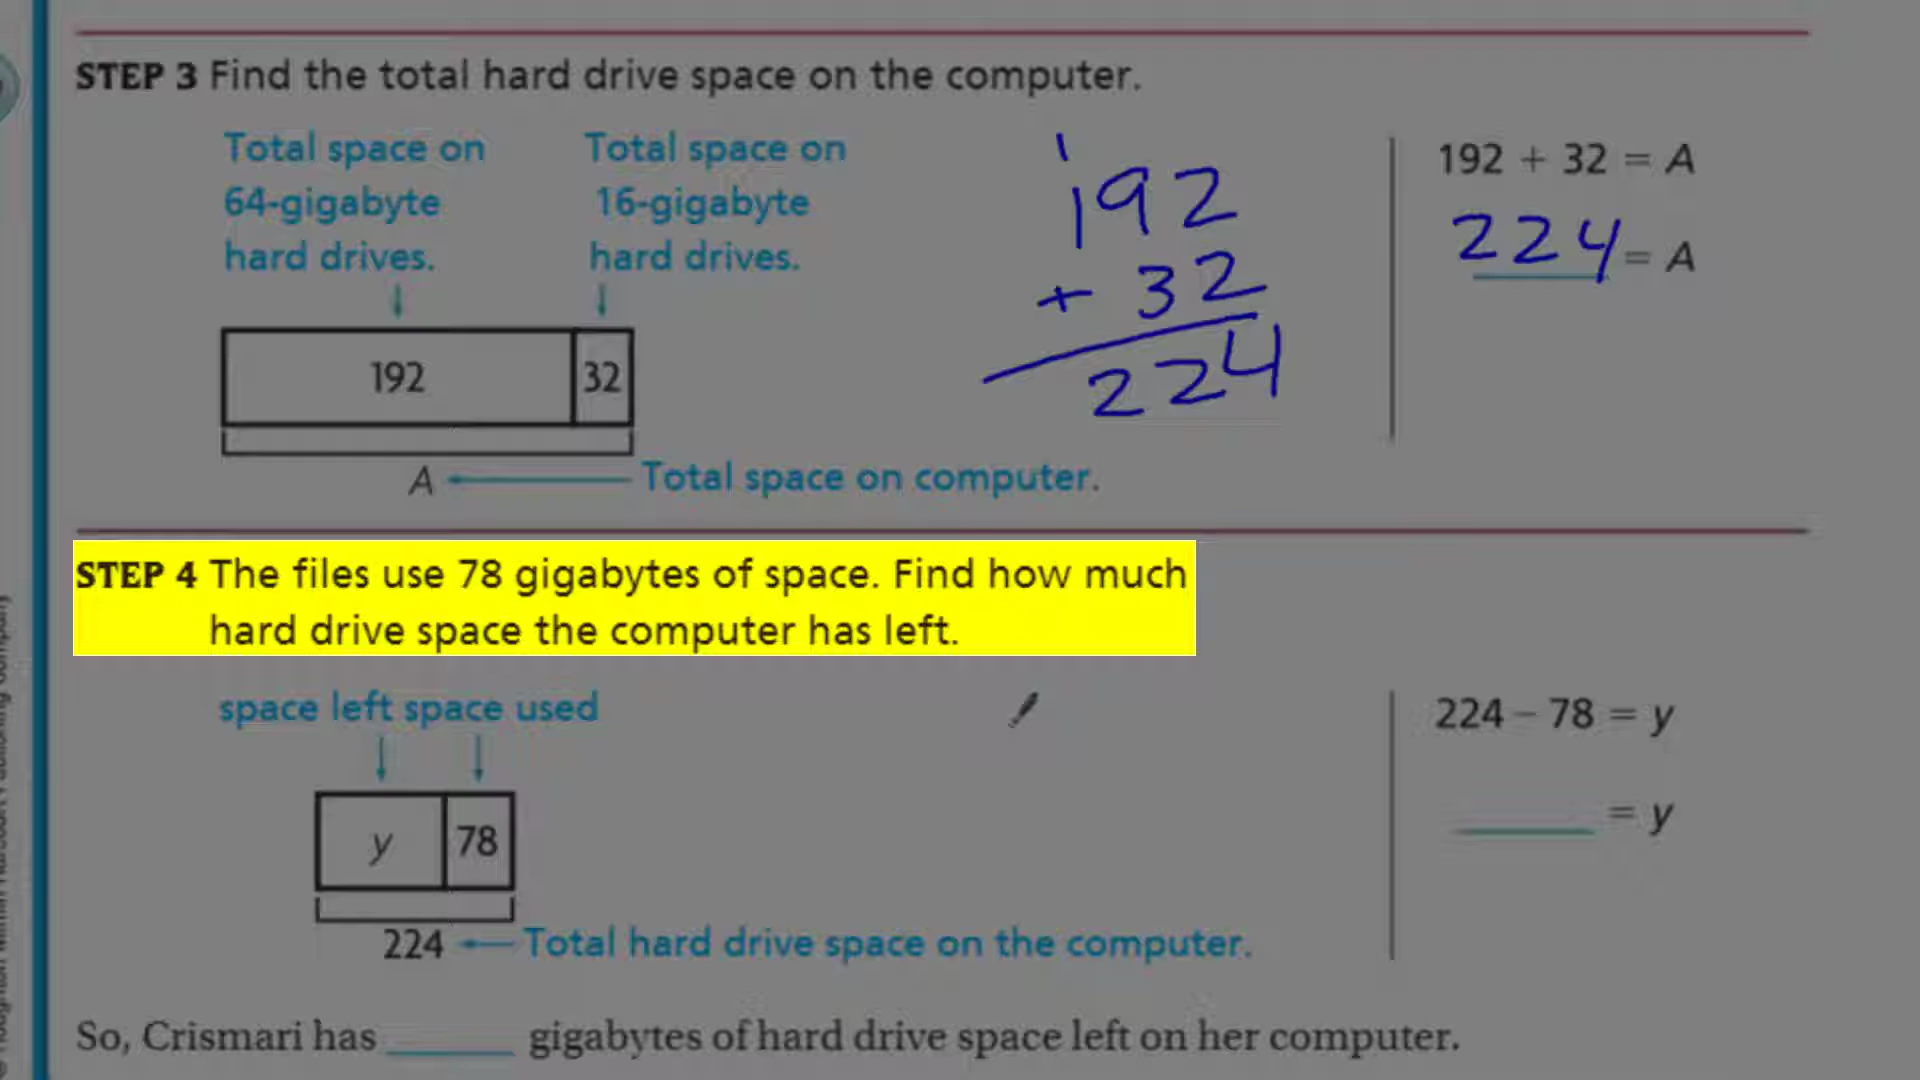 STEP 3 Find the total hard drive space on the computer.
Total space on
64-gigabyte
hard drives.
Total space on
16-gigabyte
hard drives.
192
32
A
Total space on computer.
1
192
+ 32
224
192 + 32 = A
224 = A
STEP 4 The files use 78 gigabytes of space. Find how much
hard drive space the computer has left.
space left space used
y
78
224
Total hard drive space on the computer.
224 – 78 = y
= y
So, Crismari has ____ gigabytes of hard drive space left on her computer.